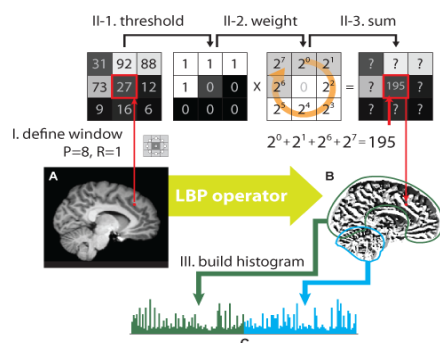 II-1. threshold II-2. weight II-3. sum
31 92 88 1 1 1 2⁷ 2⁰ 2¹ ? ? ?
73 27 12 1 0 0 X 2⁶ 0 2² = ? 195 ?
9 16 6 0 0 0 2⁵ 2⁴ 2³ ? ? ?
I. define window
P=8, R=1
2⁰+2¹+2⁶+2⁷=195
A LBP operator B
III. build histogram